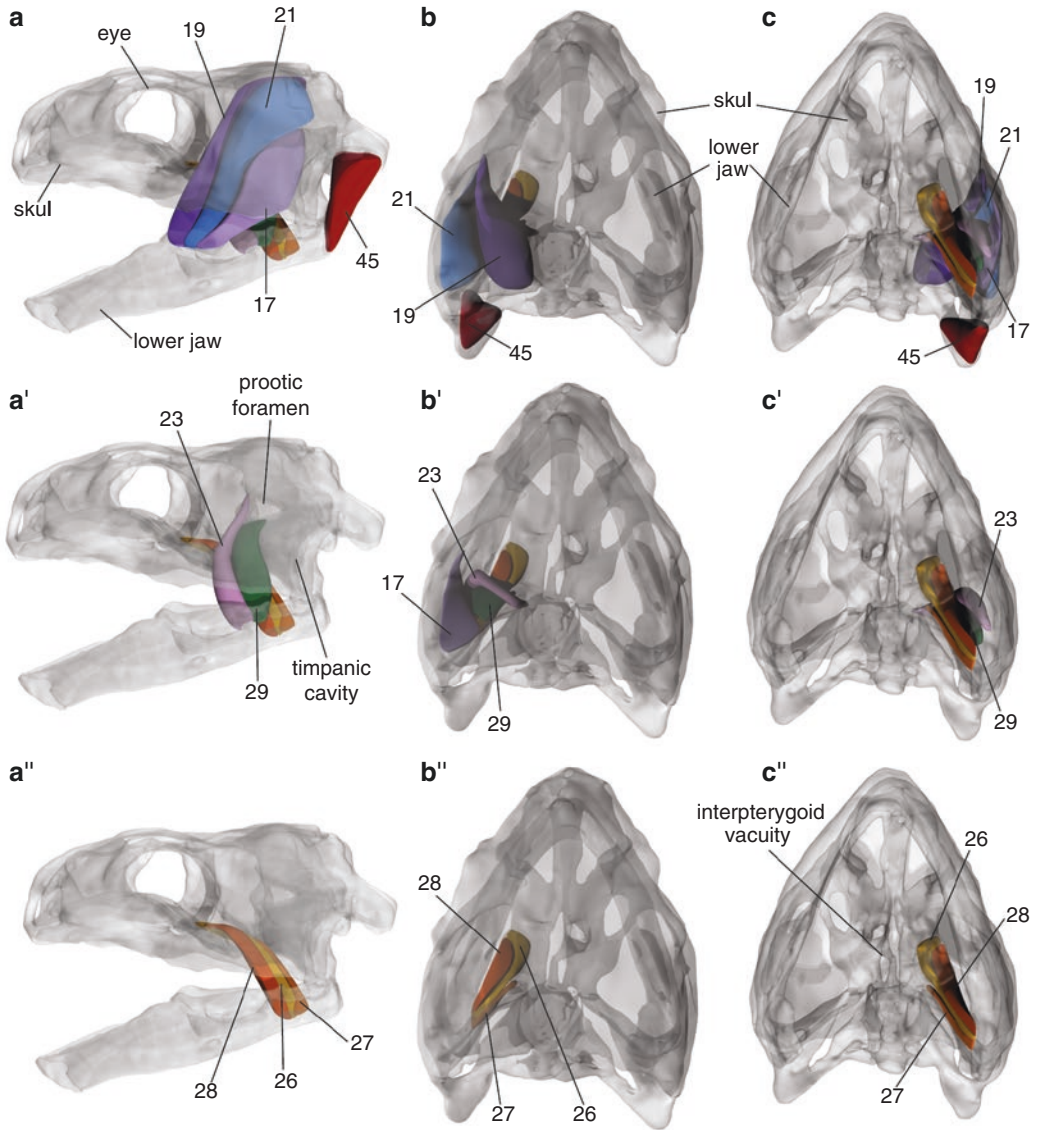 a
eye
19
21
skul
17
45
lower jaw
b
skul
lower
jaw
21
19
45
c
19
21
17
45
a'
prootic
foramen
23
29
timpanic
cavity
b'
23
17
29
c'
23
29
a"
28
26
27
b"
28
27
26
c"
interpterygoid
vacuity
26
28
27